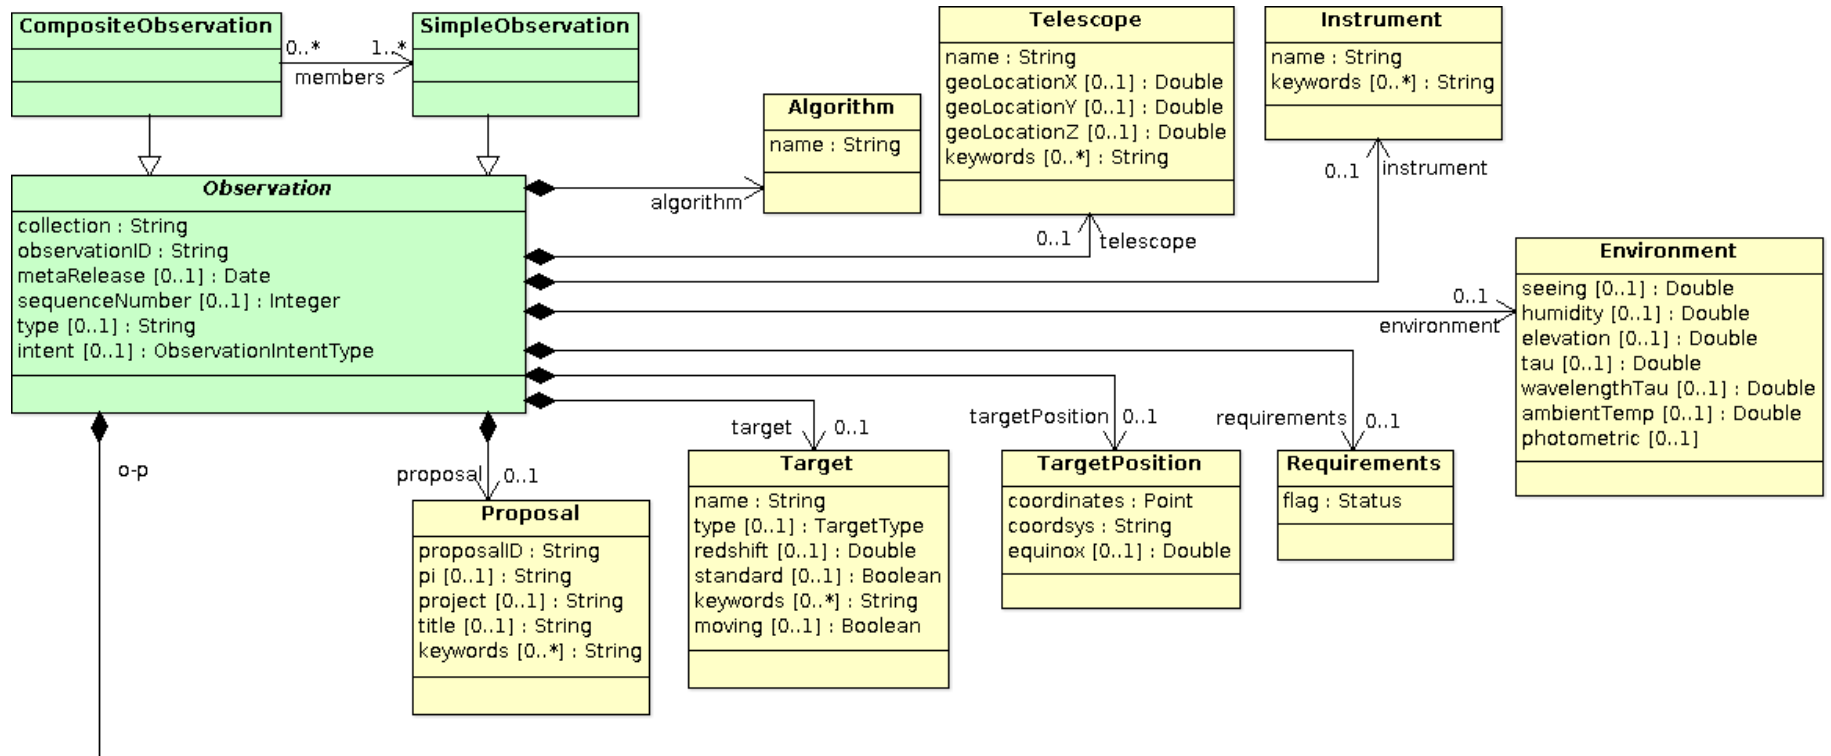 CompositeObservation
0..*
1..*
members
SimpleObservation
Observation
collection : String
observationID : String
metaRelease [0..1] : Date
sequenceNumber [0..1] : Integer
type [0..1] : String
intent [0..1] : ObservationIntentType
algorithm
Algorithm
name : String
Telescope
name : String
geoLocationX [0..1] : Double
geoLocationY [0..1] : Double
geoLocationZ [0..1] : Double
keywords [0..*] : String
0..1
telescope
Instrument
name : String
keywords [0..*] : String
0..1
instrument
0..1
environment
Environment
seeing [0..1] : Double
humidity [0..1] : Double
elevation [0..1] : Double
tau [0..1] : Double
wavelengthTau [0..1] : Double
ambientTemp [0..1] : Double
photometric [0..1]
o-p
proposal
0..1
Proposal
proposalID : String
pi [0..1] : String
project [0..1] : String
title [0..1] : String
keywords [0..*] : String
target
0..1
Target
name : String
type [0..1] : TargetType
redshift [0..1] : Double
standard [0..1] : Boolean
keywords [0..*] : String
moving [0..1] : Boolean
targetPosition
0..1
TargetPosition
coordinates : Point
coordsys : String
equinox [0..1] : Double
requirements
0..1
Requirements
flag : Status